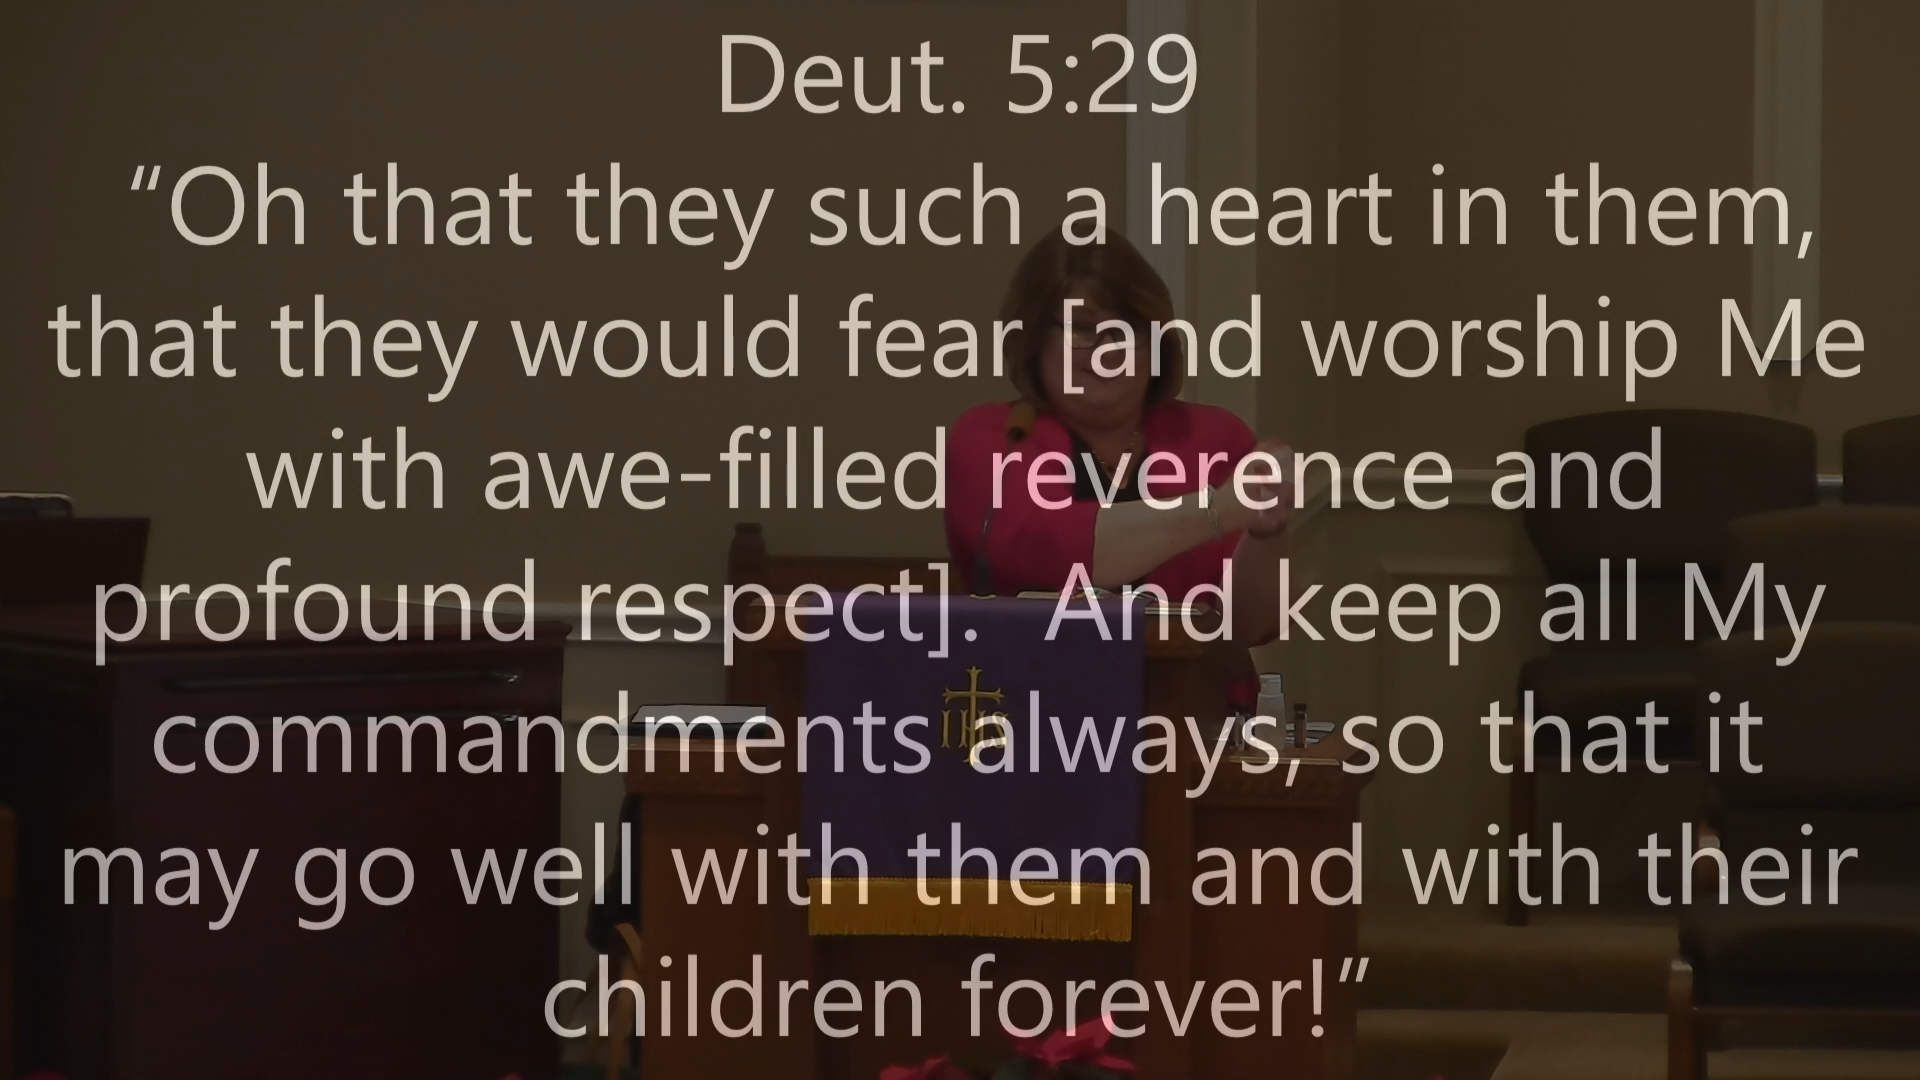 Deut. 5:29
“Oh that they such a heart in them,
that they would fear [and worship Me
with awe-filled reverence and
profound respect].  And keep all My
commandments always, so that it
may go well with them and with their
children forever!”
IHS